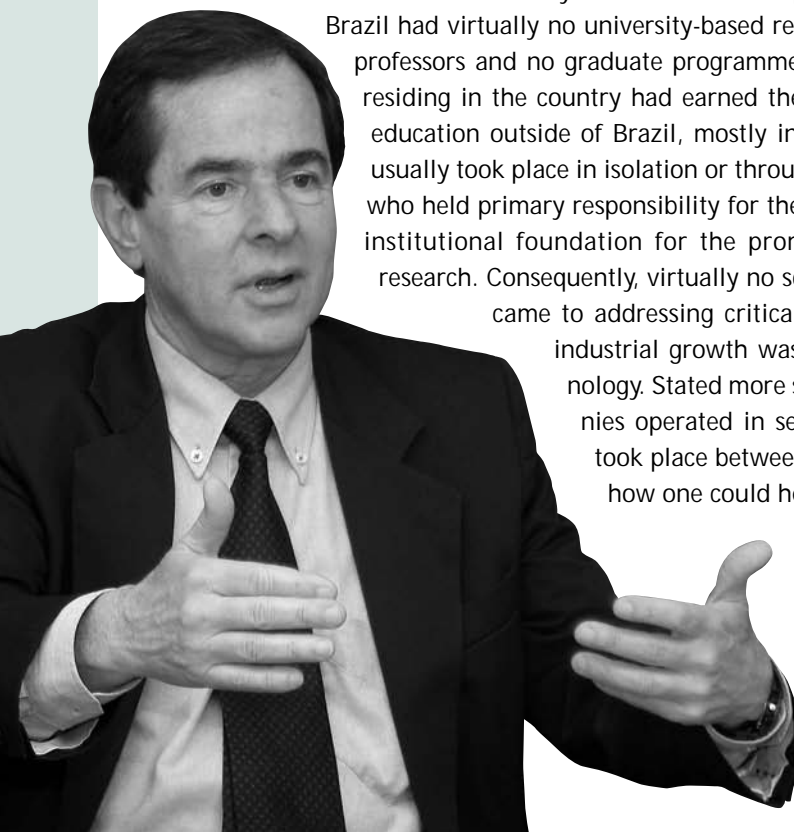 Brazil had virtually no university-based re
professors and no graduate programme
residing in the country had earned the
education outside of Brazil, mostly in
usually took place in isolation or throu
who held primary responsibility for the
institutional foundation for the pro
research. Consequently, virtually no s
came to addressing critica
industrial growth was
nology. Stated more s
nies operated in se
took place betwee
how one could h